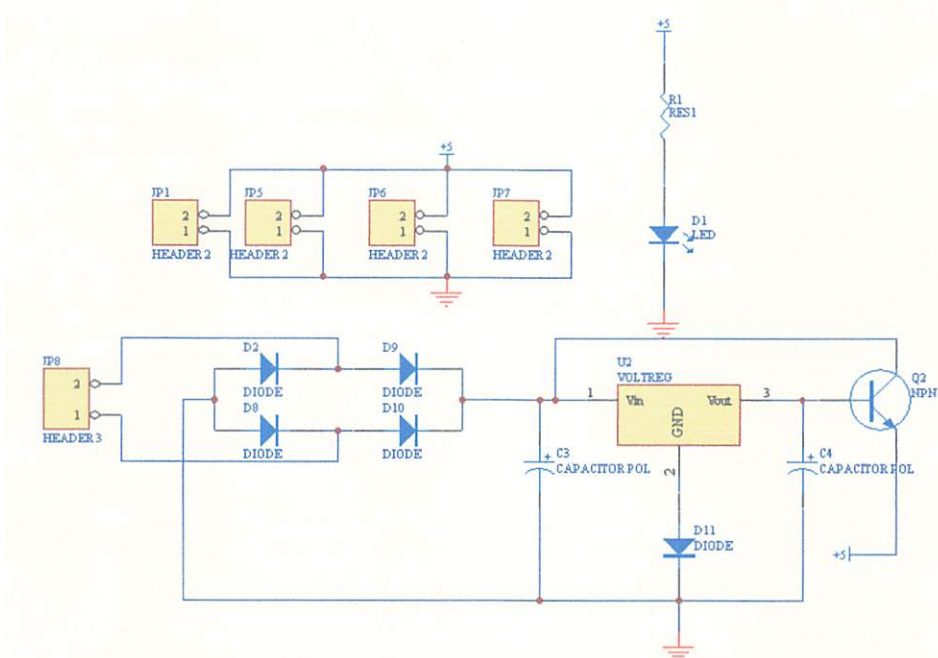 +5
R1
RES1
+5
JP1
JP5
JP6
JP7
2
1
2
1
2
1
2
1
HEADER 2
HEADER 2
HEADER 2
HEADER 2
D1
LED
JP8
2
1
HEADER 3
D2
DIODE
D9
DIODE
D8
DIODE
D10
DIODE
U2
VOLTREG
1
Vin
Vout
3
GND
2
Q2
NPN
C3
CAPACITOR POL
C4
CAPACITOR POL
D11
DIODE
+5
+
+